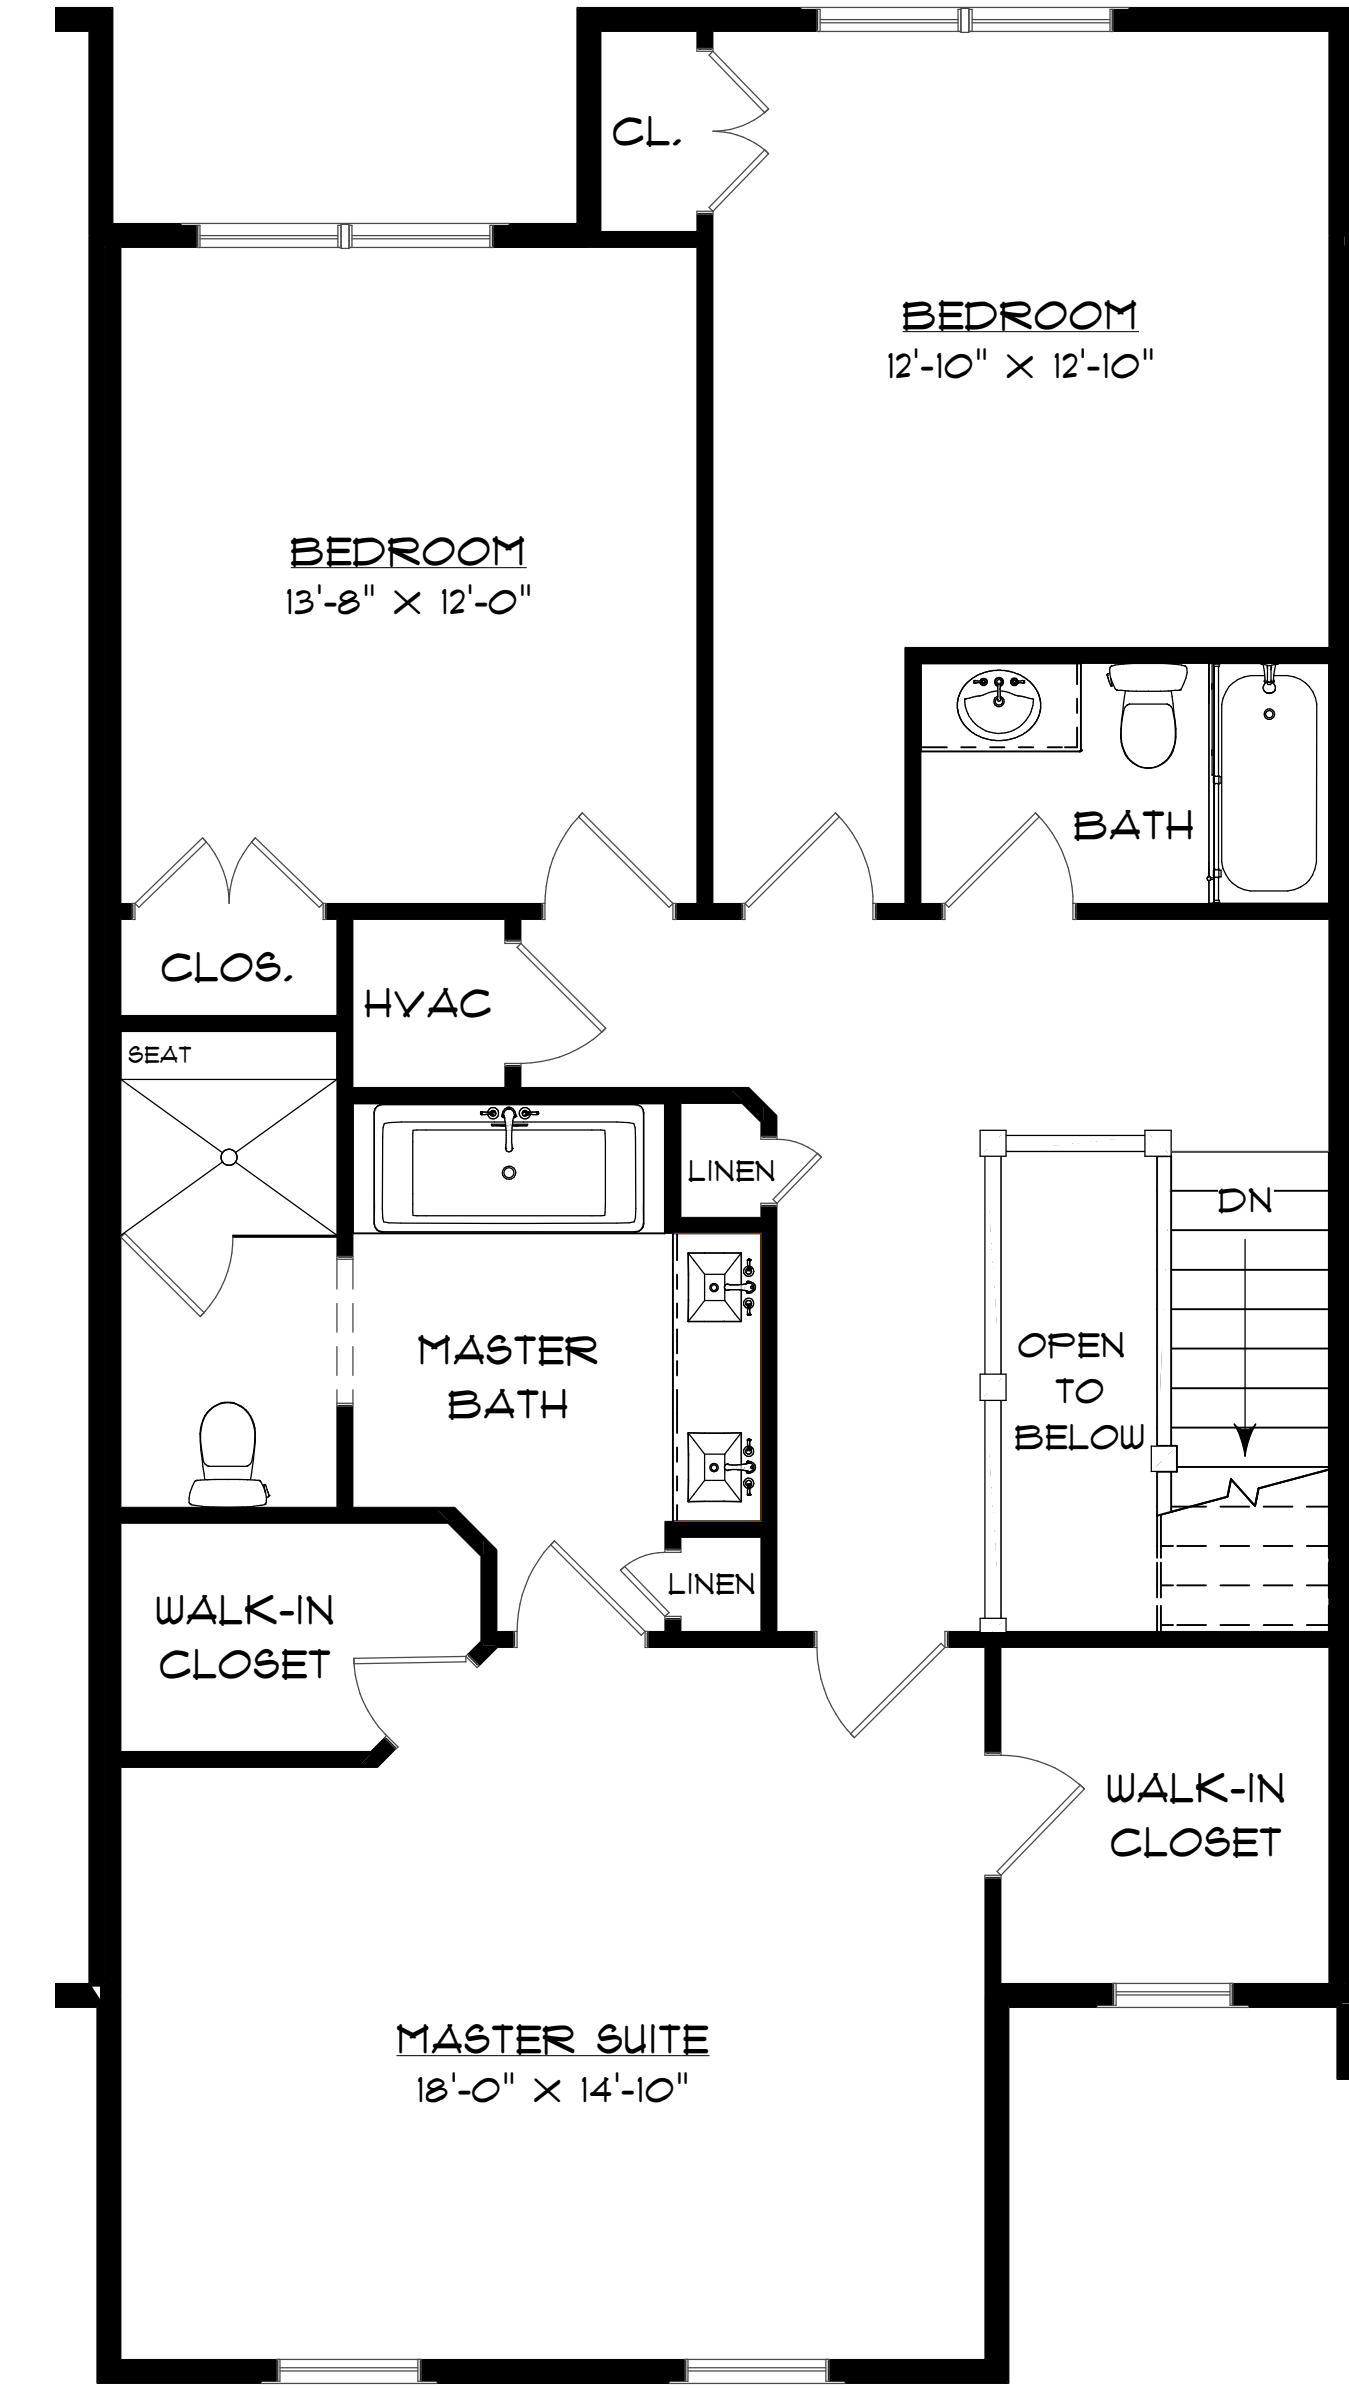 CL.
BEDROOM
12'-10" X 12'-10"
BEDROOM
13'-8" X 12'-0"
BATH
CLOS.
HVAC
SEAT
LINEN
DN
MASTER
BATH
OPEN
TO
BELOW
LINEN
WALK-IN
CLOSET
WALK-IN
CLOSET
MASTER SUITE
18'-0" X 14'-10"